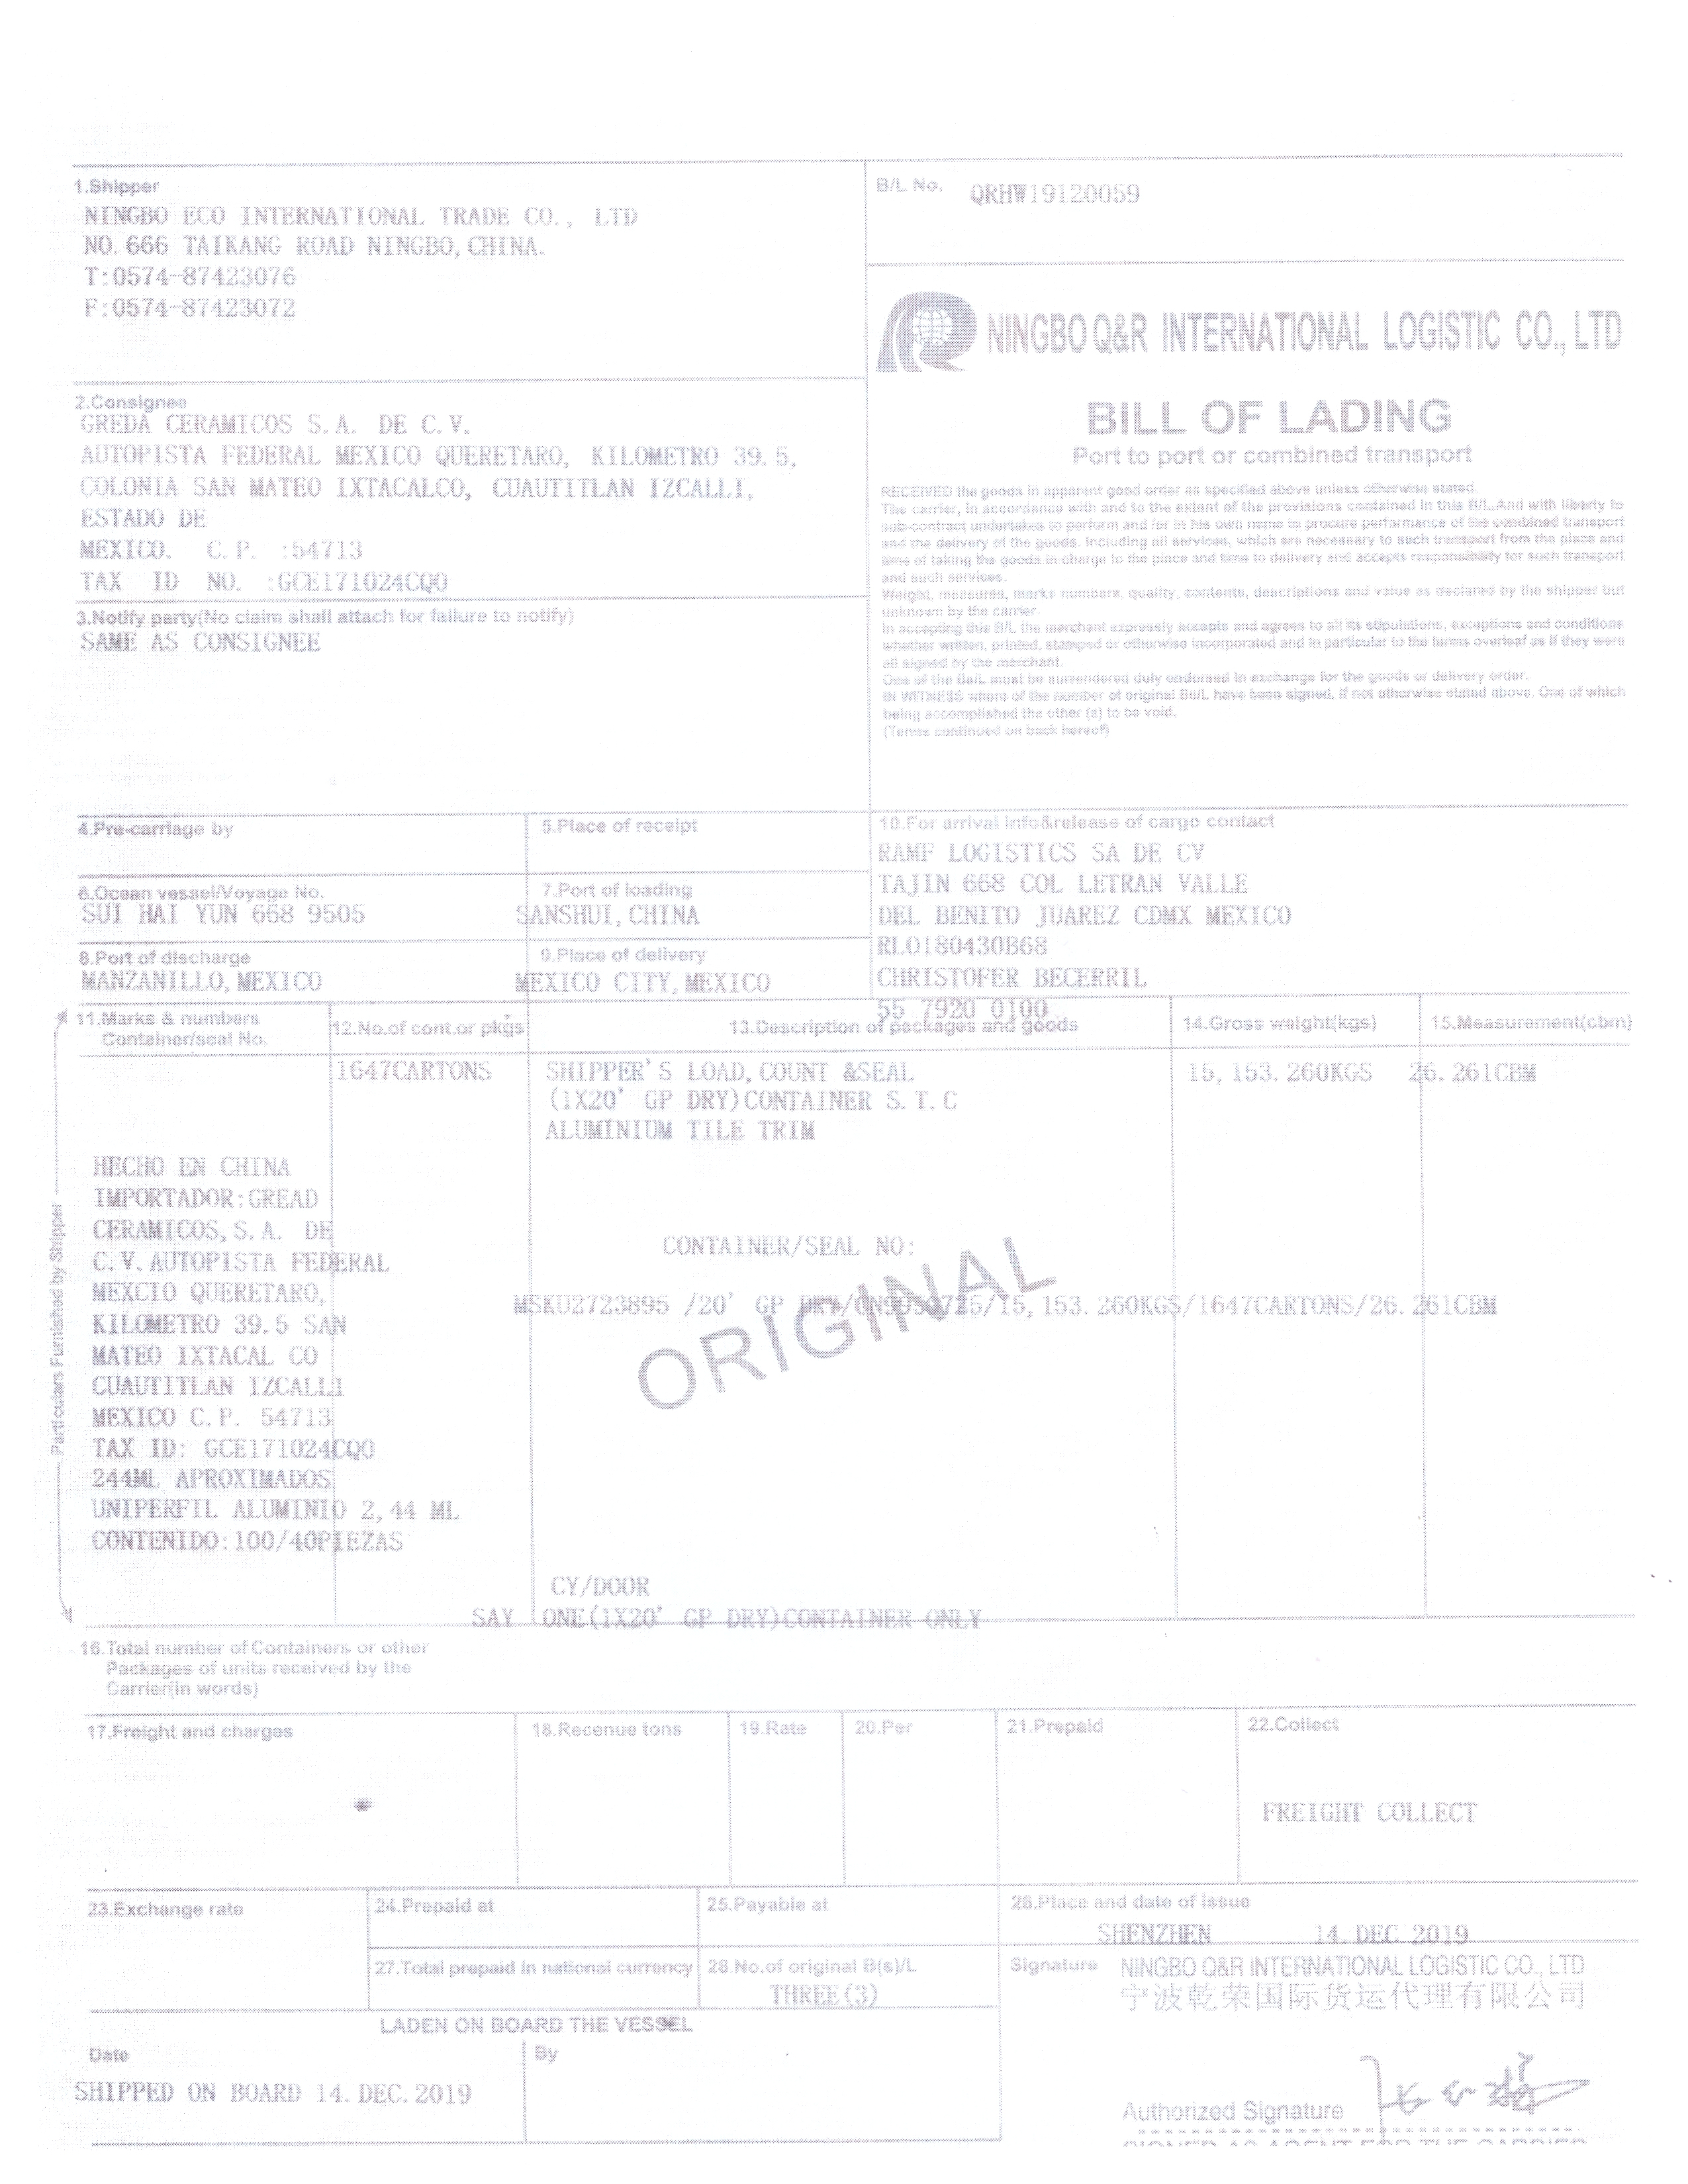 1.Shipper
NINGBO ECO INTERNATIONAL TRADE CO., LTD
NO.666 TAIKANG ROAD NINGBO,CHINA.
T:0574-87423076
F:0574-87423072
B/L No. QRHW19120059
NINGBO Q&R INTERNATIONAL LOGISTIC CO., LTD
BILL OF LADING
Port to port or combined transport
RECEIVED the goods in apparent good order as specified above unless otherwise stated.
The carrier, in accordance with and to the extent of the provisions contained in this B/L.And with liberty to
sub-contract undertakes to perform and /or in his own name to procure performance of the combined transport
and the delivery of the goods. Including all services, which are necessary to such transport from the place and
time of taking the goods in charge to the place and time to delivery and accepts responsibility for such transport
and such services.
Weight, measures, marks numbers, quality, contents, descriptions and value as declared by the shipper but
unknown by the carrier.
In accepting this B/L the merchant expressly accepts and agrees to all its stipulations, exceptions and conditions
whether written, printed, stamped or otherwise incorporated and in particular to the terms overleaf as if they were
all signed by the merchant.
One of the Bs/L must be surrendered duly endorsed in exchange for the goods or delivery order.
IN WITNESS where of the number of original Bs/L have been signed, if not otherwise stated above. One of which
being accomplished the other (s) to be void.
(Terms continued on back hereof)
2.Consignee
GREDA CERAMICOS S.A. DE C.V.
AUTOPISTA FEDERAL MEXICO QUERETARO, KILOMETRO 39.5,
COLONIA SAN MATEO IXTACALCO, CUAUTITLAN IZCALLI,
ESTADO DE
MEXICO. C.P. :54713
TAX ID NO. :GCE171024CQ0
3.Notify party(No claim shall attach for failure to notify)
SAME AS CONSIGNEE
4.Pre-carriage by
5.Place of receipt
6.Ocean vessel/Voyage No.
SUI HAI YUN 668 9505
7.Port of loading
SANSHUI,CHINA
8.Port of discharge
MANZANILLO,MEXICO
9.Place of delivery
MEXICO CITY,MEXICO
10.For arrival info&release of cargo contact
RAMF LOGISTICS SA DE CV
TAJIN 668 COL LETRAN VALLE
DEL BENITO JUAREZ CDMX MEXICO
RLO180430B68
CHRISTOFER BECERRIL
55 7920 0100
11.Marks & numbers
Container/seal No.
12.No.of cont.or pkgs
13.Description of packages and goods
14.Gross weight(kgs)
15.Measurement(cbm)
1647CARTONS
SHIPPER'S LOAD,COUNT &SEAL
(1X20' GP DRY)CONTAINER S.T.C
ALUMINIUM TILE TRIM
15,153.260KGS
26.261CBM
Particulars Furnished by Shipper
HECHO EN CHINA
IMPORTADOR:GREAD
CERAMICOS,S.A. DE
C.V.AUTOPISTA FEDERAL
MEXCIO QUERETARO,
KILOMETRO 39.5 SAN
MATEO IXTACAL CO
CUAUTITLAN IZCALLI
MEXICO C.P. 54713
TAX ID: GCE171024CQ0
244ML APROXIMADOS
UNIPERFIL ALUMINIO 2,44 ML
CONTENIDO:100/40PIEZAS
CONTAINER/SEAL NO:
MSKU2723895 /20' GP DRY/CN9950725/15,153.260KGS/1647CARTONS/26.261CBM
ORIGINAL
CY/DOOR
SAY ONE(1X20' GP DRY)CONTAINER ONLY
16.Total number of Containers or other
Packages of units received by the
Carrier(in words)
17.Freight and charges
18.Recenue tons
19.Rate
20.Per
21.Prepaid
22.Collect
FREIGHT COLLECT
23.Exchange rate
24.Prepaid at
25.Payable at
26.Place and date of issue
SHENZHEN 14.DEC.2019
27.Total prepaid in national currency
28.No.of original B(s)/L
THREE(3)
Signature NINGBO Q&R INTERNATIONAL LOGISTIC CO., LTD
宁波乾荣国际货运代理有限公司
LADEN ON BOARD THE VESSEL
Date
SHIPPED ON BOARD 14.DEC.2019
By
Authorized Signature
SIGNED AS AGENT FOR THE CARRIER